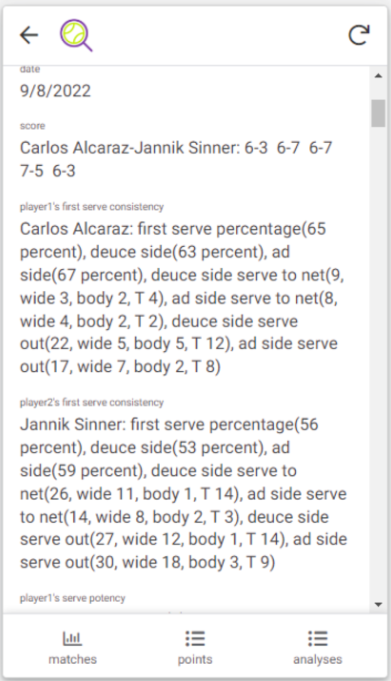 date
9/8/2022
score
Carlos Alcaraz-Jannik Sinner: 6-3  6-7  6-7
7-5  6-3
player1's first serve consistency
Carlos Alcaraz: first serve percentage(65
percent), deuce side(63 percent), ad
side(67 percent), deuce side serve to net(9,
wide 3, body 2, T 4), ad side serve to net(8,
wide 4, body 2, T 2), deuce side serve
out(22, wide 5, body 5, T 12), ad side serve
out(17, wide 7, body 2, T 8)
player2's first serve consistency
Jannik Sinner: first serve percentage(56
percent), deuce side(53 percent), ad
side(59 percent), deuce side serve to
net(26, wide 11, body 1, T 14), ad side serve
to net(14, wide 8, body 2, T 3), deuce side
serve out(27, wide 12, body 1, T 14), ad side
serve out(30, wide 18, body 3, T 9)
player1's serve potency
matches
points
analyses